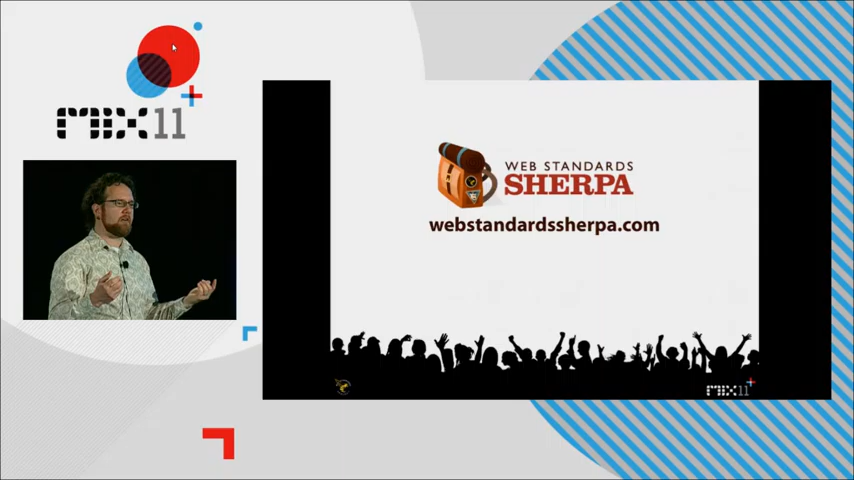 MIX11
WEB STANDARDS
SHERPA
webstandardssherpa.com
MIX11